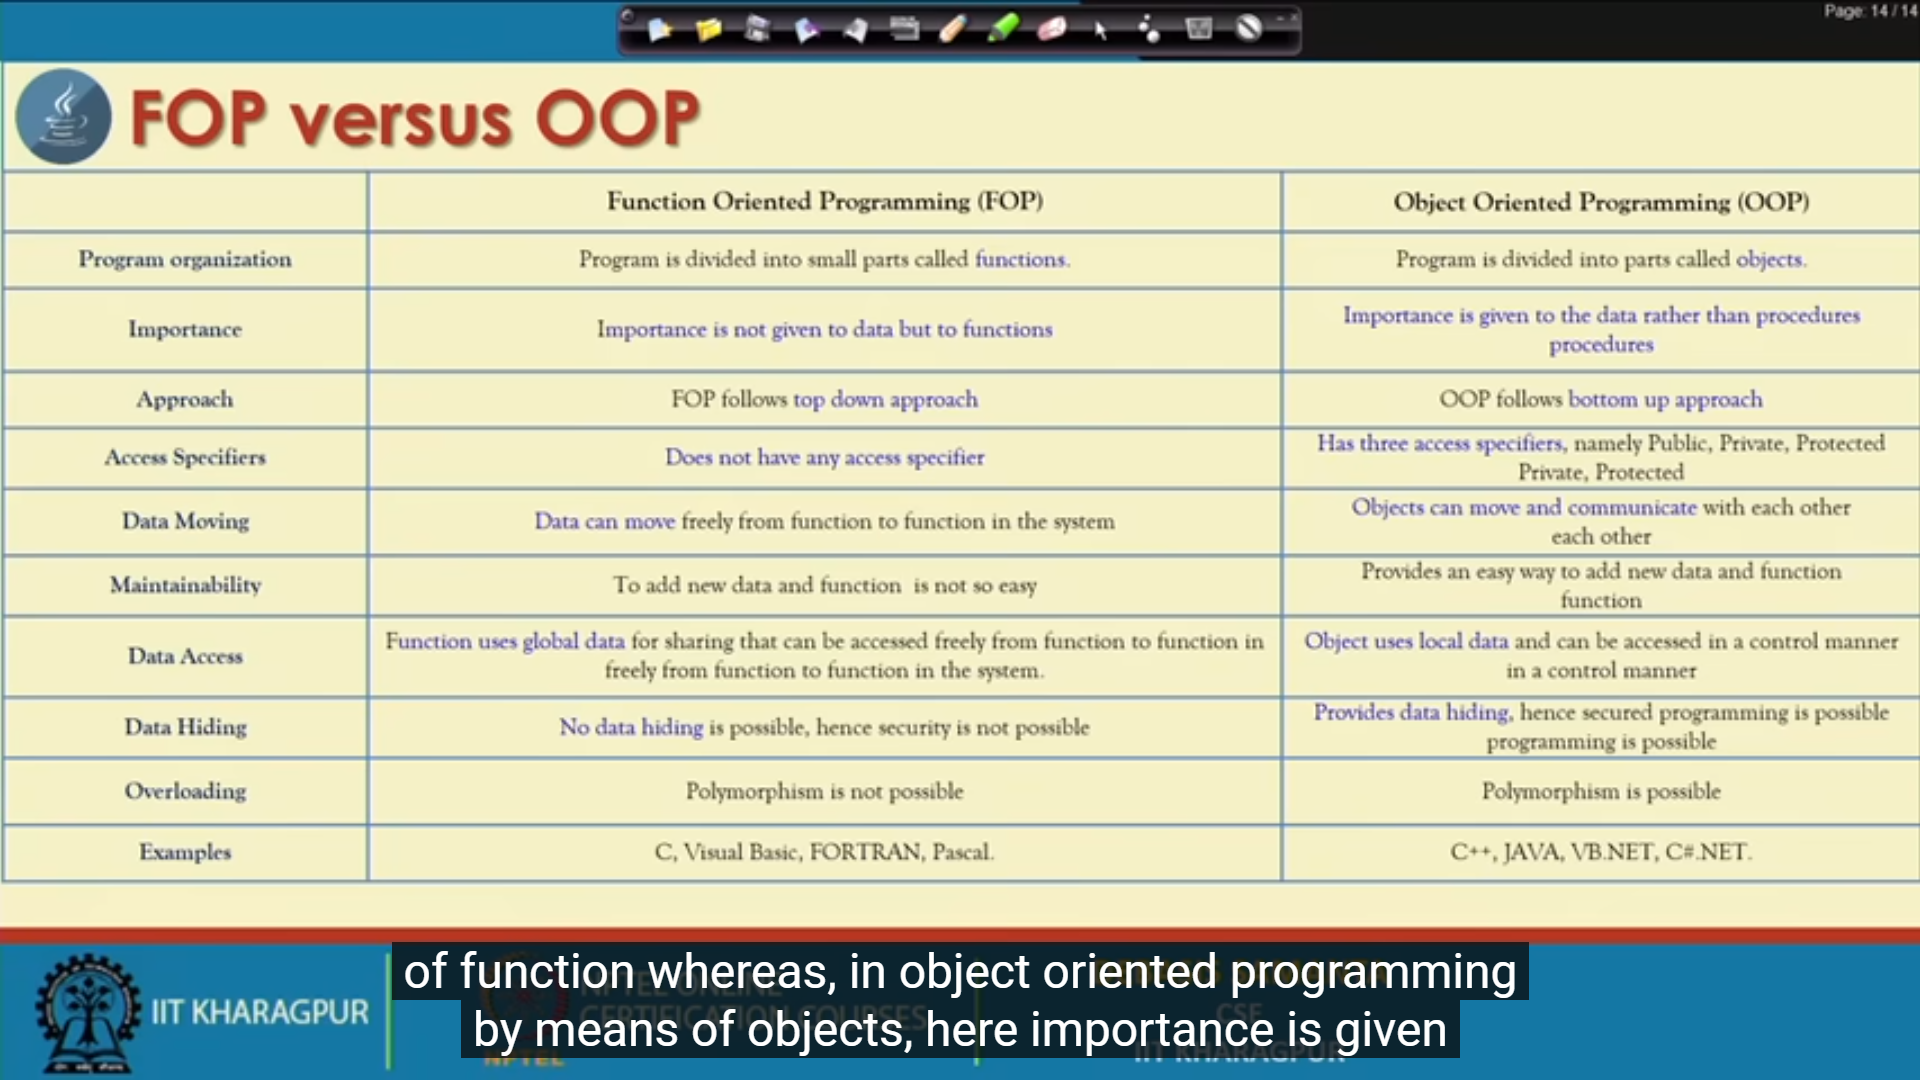 Page: 14 / 14
FOP versus OOP
Function Oriented Programming (FOP)
Object Oriented Programming (OOP)
Program organization
Program is divided into small parts called functions.
Program is divided into parts called objects.
Importance
Importance is not given to data but to functions
Importance is given to the data rather than procedures
procedures
Approach
FOP follows top down approach
OOP follows bottom up approach
Access Specifiers
Does not have any access specifier
Has three access specifiers, namely Public, Private, Protected
Private, Protected
Data Moving
Data can move freely from function to function in the system
Objects can move and communicate with each other
each other
Maintainability
To add new data and function is not so easy
Provides an easy way to add new data and function
function
Data Access
Function uses global data for sharing that can be accessed freely from function to function in
freely from function to function in the system.
Object uses local data and can be accessed in a control manner
in a control manner
Data Hiding
No data hiding is possible, hence security is not possible
Provides data hiding, hence secured programming is possible
programming is possible
Overloading
Polymorphism is not possible
Polymorphism is possible
Examples
C, Visual Basic, FORTRAN, Pascal.
C++, JAVA, VB.NET, C#.NET.
IIT KHARAGPUR
NPTEL ONLINE
CERTIFICATION COURSES
NPTEL
CSE
IIT KHARAGPUR
of function whereas, in object oriented programming
by means of objects, here importance is given